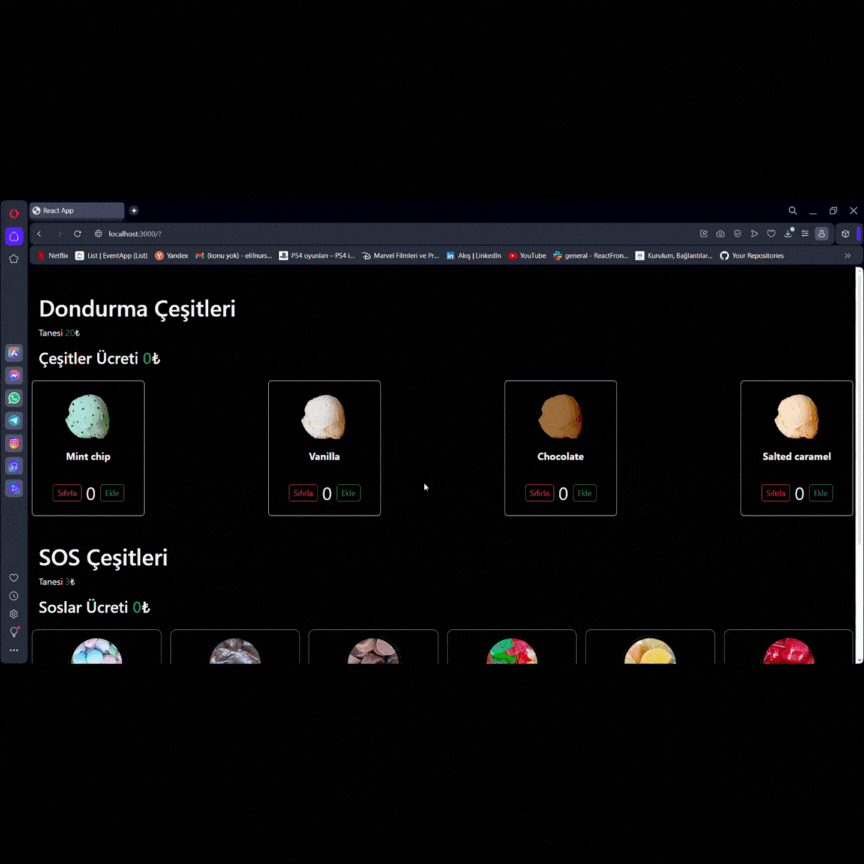 React App
localhost:3000/?
Netflix List | EventApp (List) Yandex (konu yok) - elifnurs... PS4 oyunları – PS4 i... Marvel Filmleri ve Pr... Akış | LinkedIn YouTube general - ReactFron... Kurulum, Bağlantılar... Your Repositories
Dondurma Çeşitleri
Tanesi 20₺
Çeşitler Ücreti 0₺
Mint chip Vanilla Chocolate Salted caramel
Sıfırla 0 Ekle Sıfırla 0 Ekle Sıfırla 0 Ekle Sıfırla 0 Ekle
SOS Çeşitleri
Tanesi 3₺
Soslar Ücreti 0₺